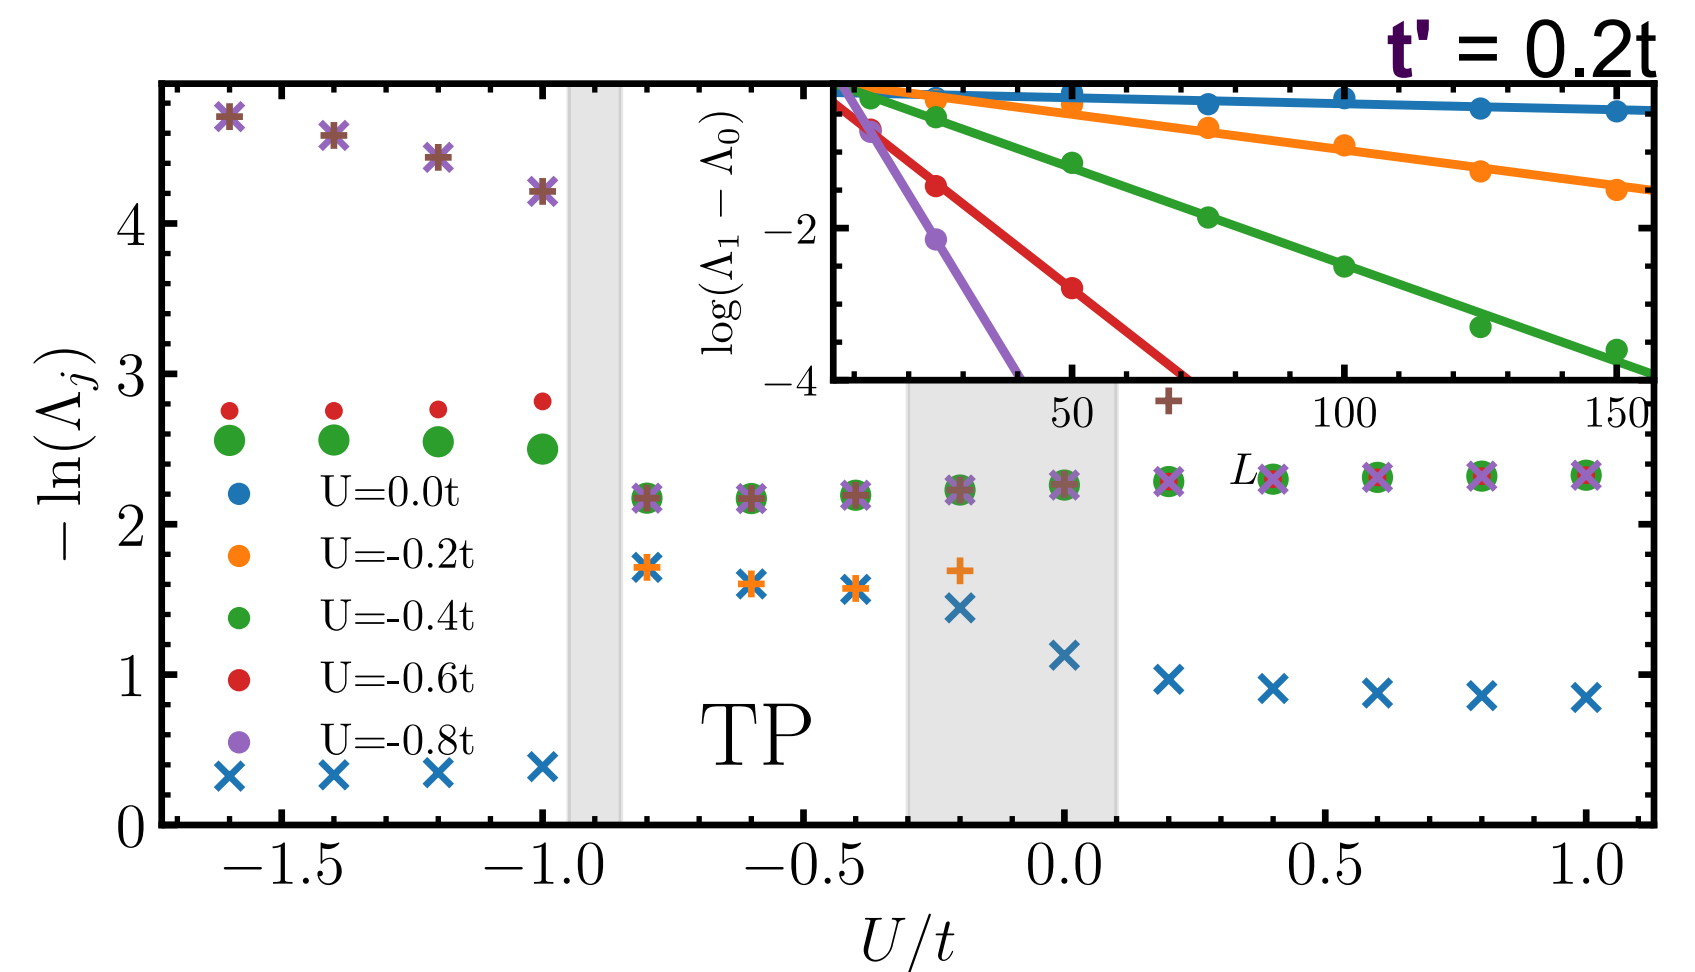 t' = 0.2t
log(Λ₁ − Λ₀)
−2
−4
50
100
150
L
− ln(Λⱼ)
4
3
2
1
0
U=0.0t
U=-0.2t
U=-0.4t
U=-0.6t
U=-0.8t
TP
−1.5
−1.0
−0.5
0.0
0.5
1.0
U/t